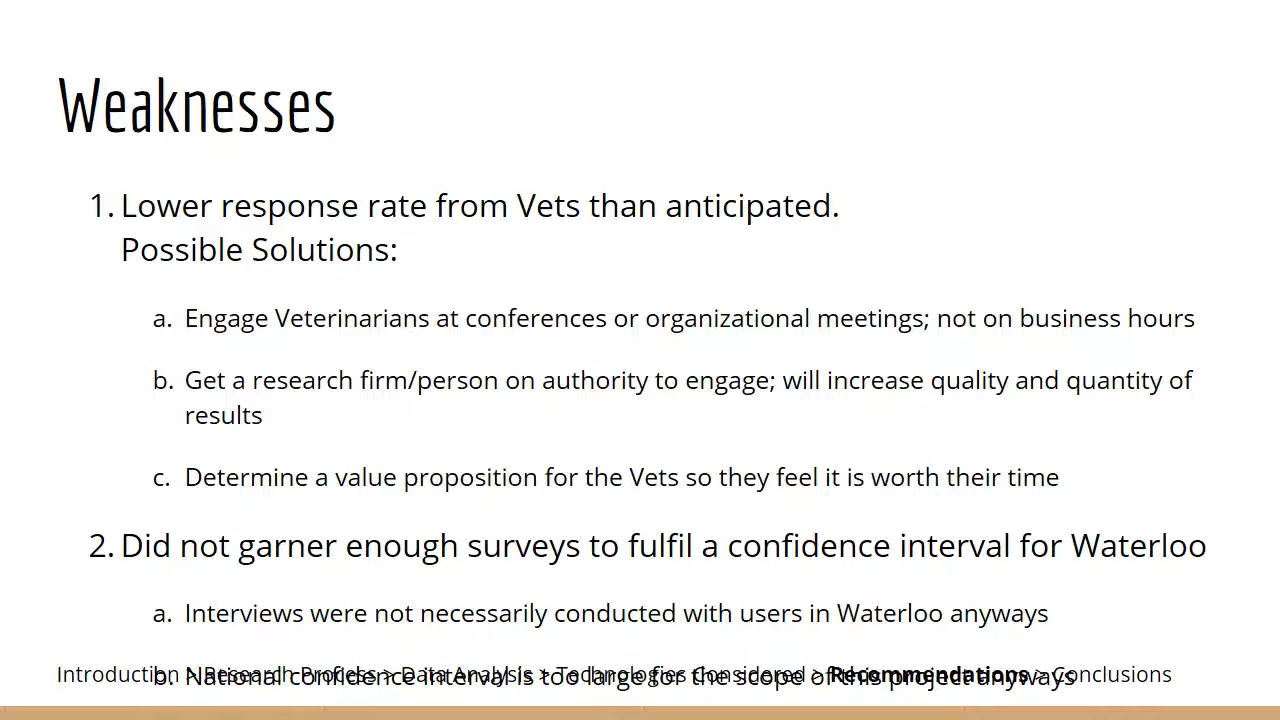 Weaknesses
1. Lower response rate from Vets than anticipated.
Possible Solutions:
a. Engage Veterinarians at conferences or organizational meetings; not on business hours
b. Get a research firm/person on authority to engage; will increase quality and quantity of
results
c. Determine a value proposition for the Vets so they feel it is worth their time
2. Did not garner enough surveys to fulfil a confidence interval for Waterloo
a. Interviews were not necessarily conducted with users in Waterloo anyways
b. National confidence interval is too large for the scope of this project anyways
Introduction > Research Process > Data Analysis > Technologies Considered > Recommendations > Conclusions